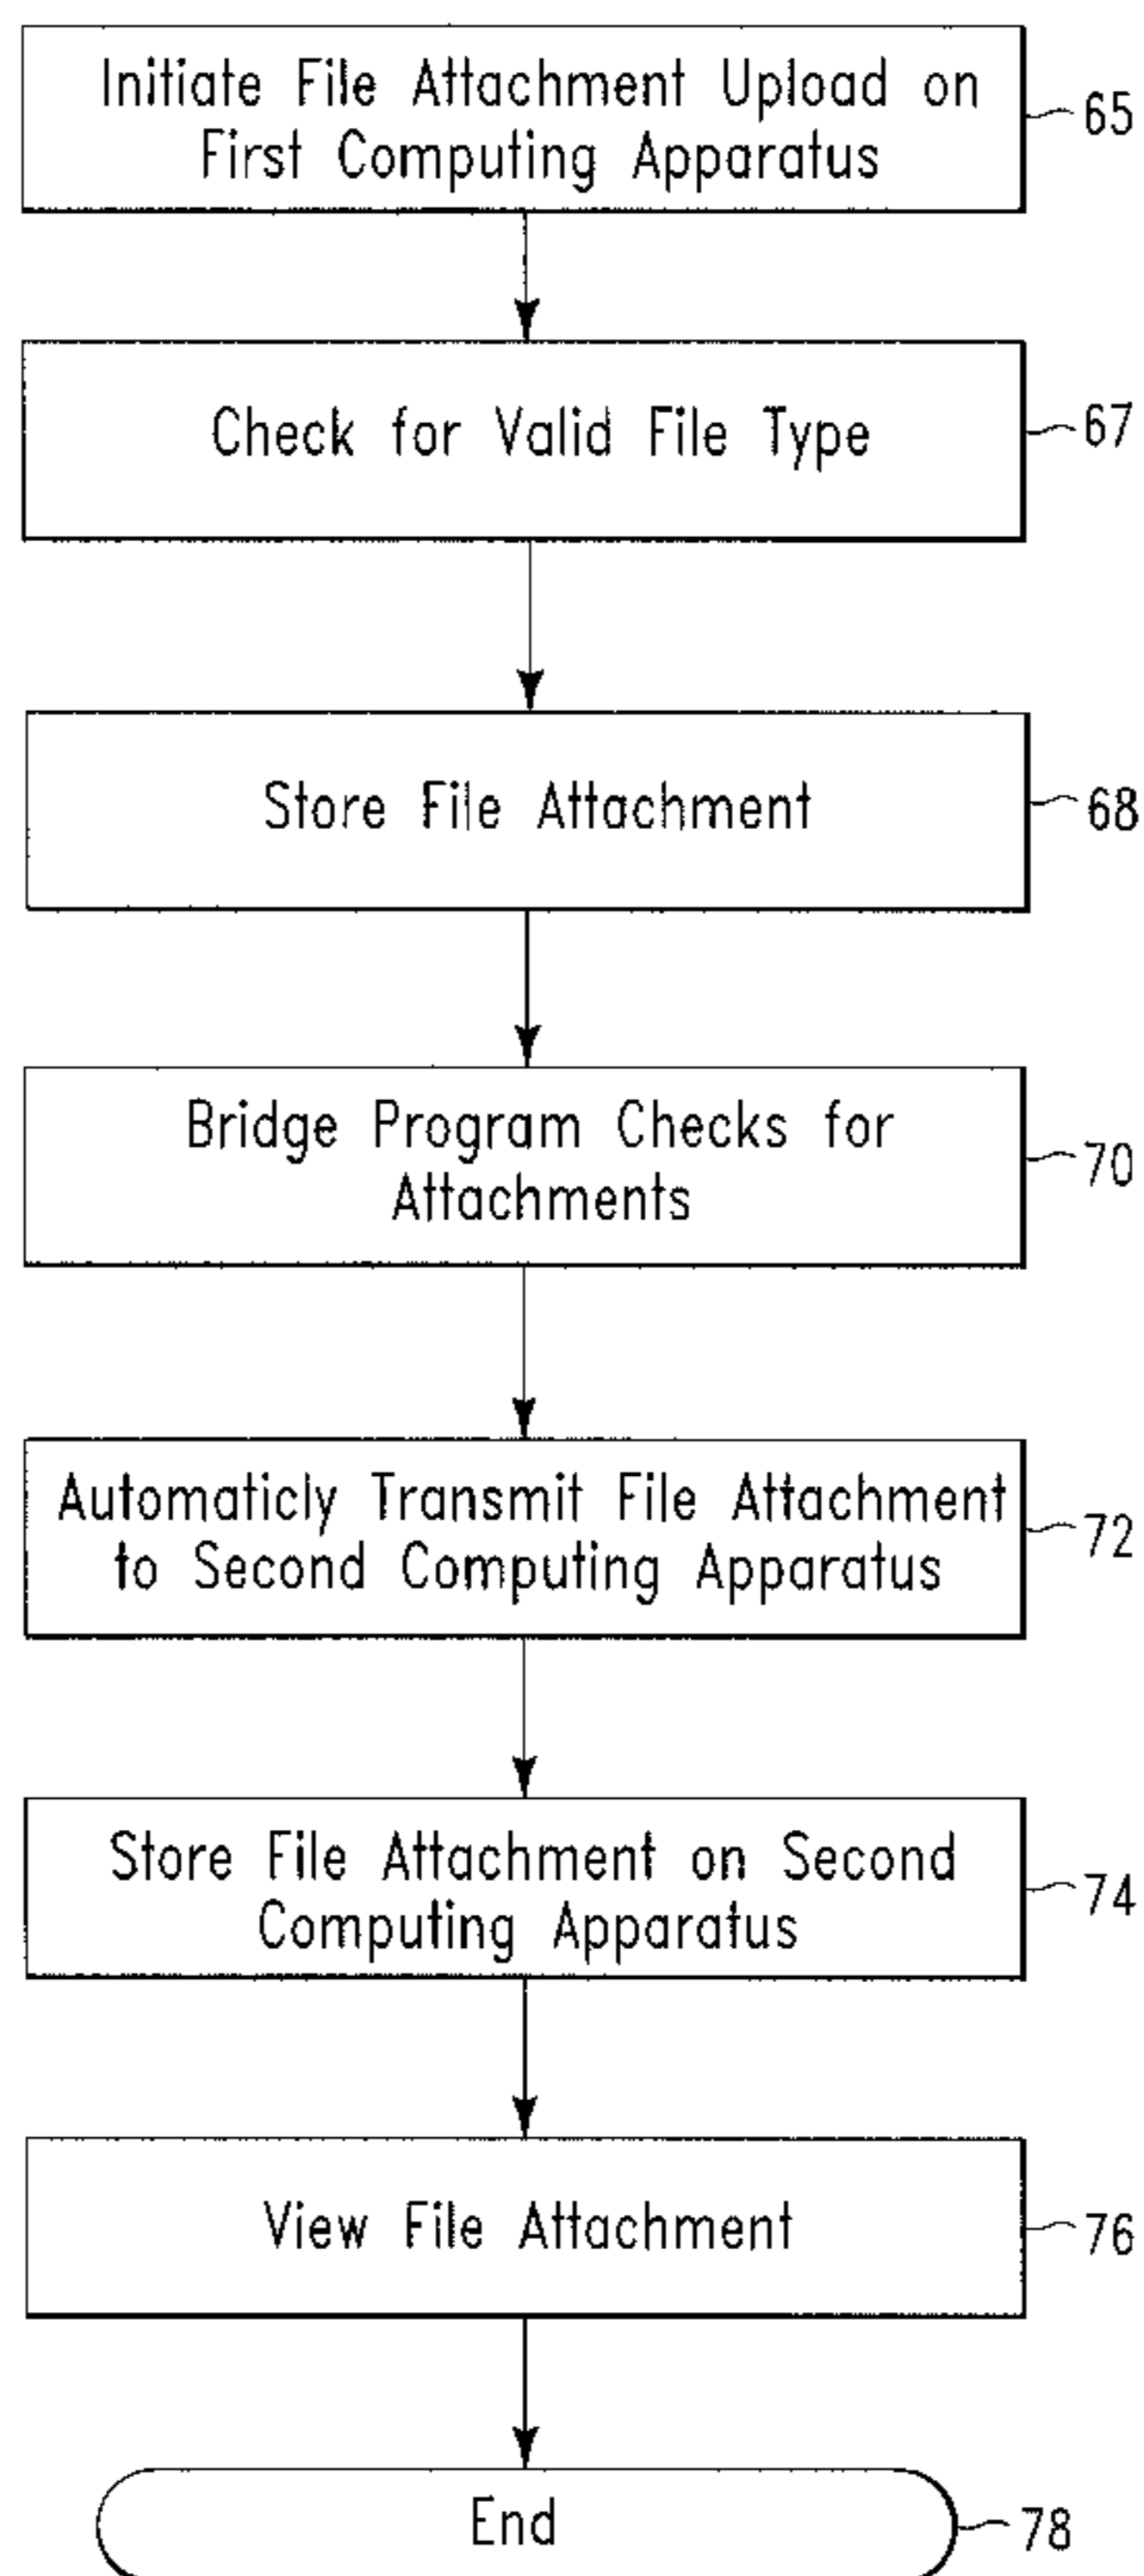 Initiate File Attachment Upload on
First Computing Apparatus
65
Check for Valid File Type
67
Store File Attachment
68
Bridge Program Checks for
Attachments
70
Automaticly Transmit File Attachment
to Second Computing Apparatus
72
Store File Attachment on Second
Computing Apparatus
74
View File Attachment
76
End
78